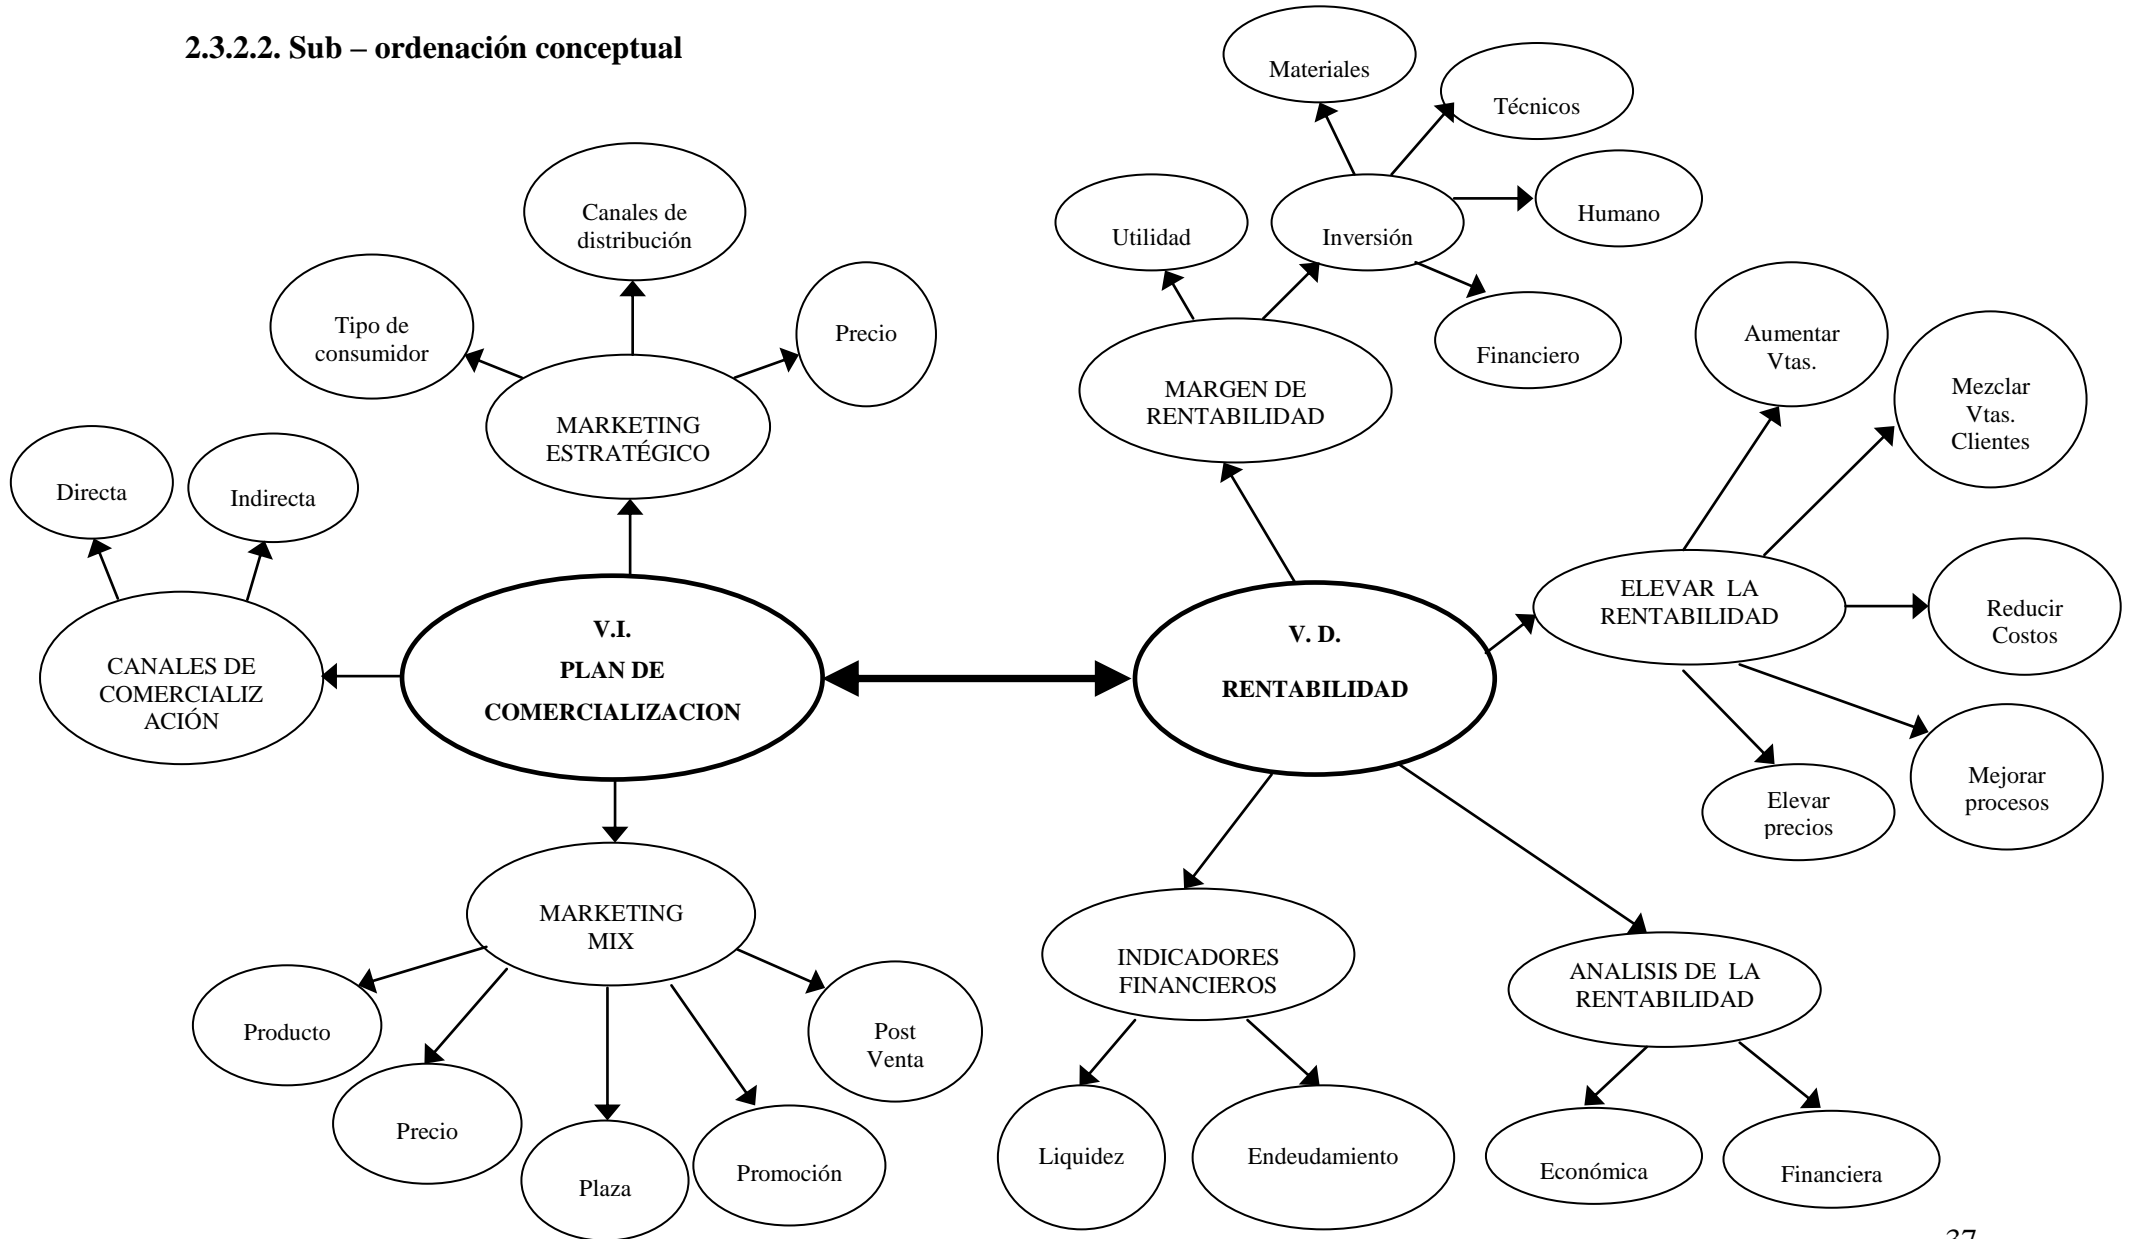 2.3.2.2. Sub – ordenación conceptual
Materiales
Técnicos
Humano
Utilidad
Inversión
Financiero
MARGEN DE
RENTABILIDAD
Canales de
distribución
Tipo de
consumidor
Precio
MARKETING
ESTRATÉGICO
Directa
Indirecta
CANALES DE
COMERCIALIZ
ACIÓN
V.I.
PLAN DE
COMERCIALIZACION
V. D.
RENTABILIDAD
Aumentar
Vtas.
Mezclar
Vtas.
Clientes
ELEVAR  LA
RENTABILIDAD
Reducir
Costos
Mejorar
procesos
Elevar
precios
MARKETING
MIX
Producto
Precio
Plaza
Promoción
Post
Venta
INDICADORES
FINANCIEROS
Liquidez
Endeudamiento
ANALISIS DE  LA
RENTABILIDAD
Económica
Financiera
37